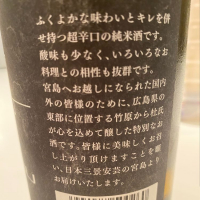 ふくよかな味わいとキレを併
せ持つ超辛口の純米酒です。
酸味も少なく、いろいろなお
料理との相性も抜群です。
宮島へお越しになられた国内
外の皆様のために、広島県の
東部に位置する竹原から杜氏
が心を込めて醸した特別なお
酒です。皆様に美味しくお召
し上がり頂けますことを願
い、日本三景安芸の宮島より
お届けいたします。